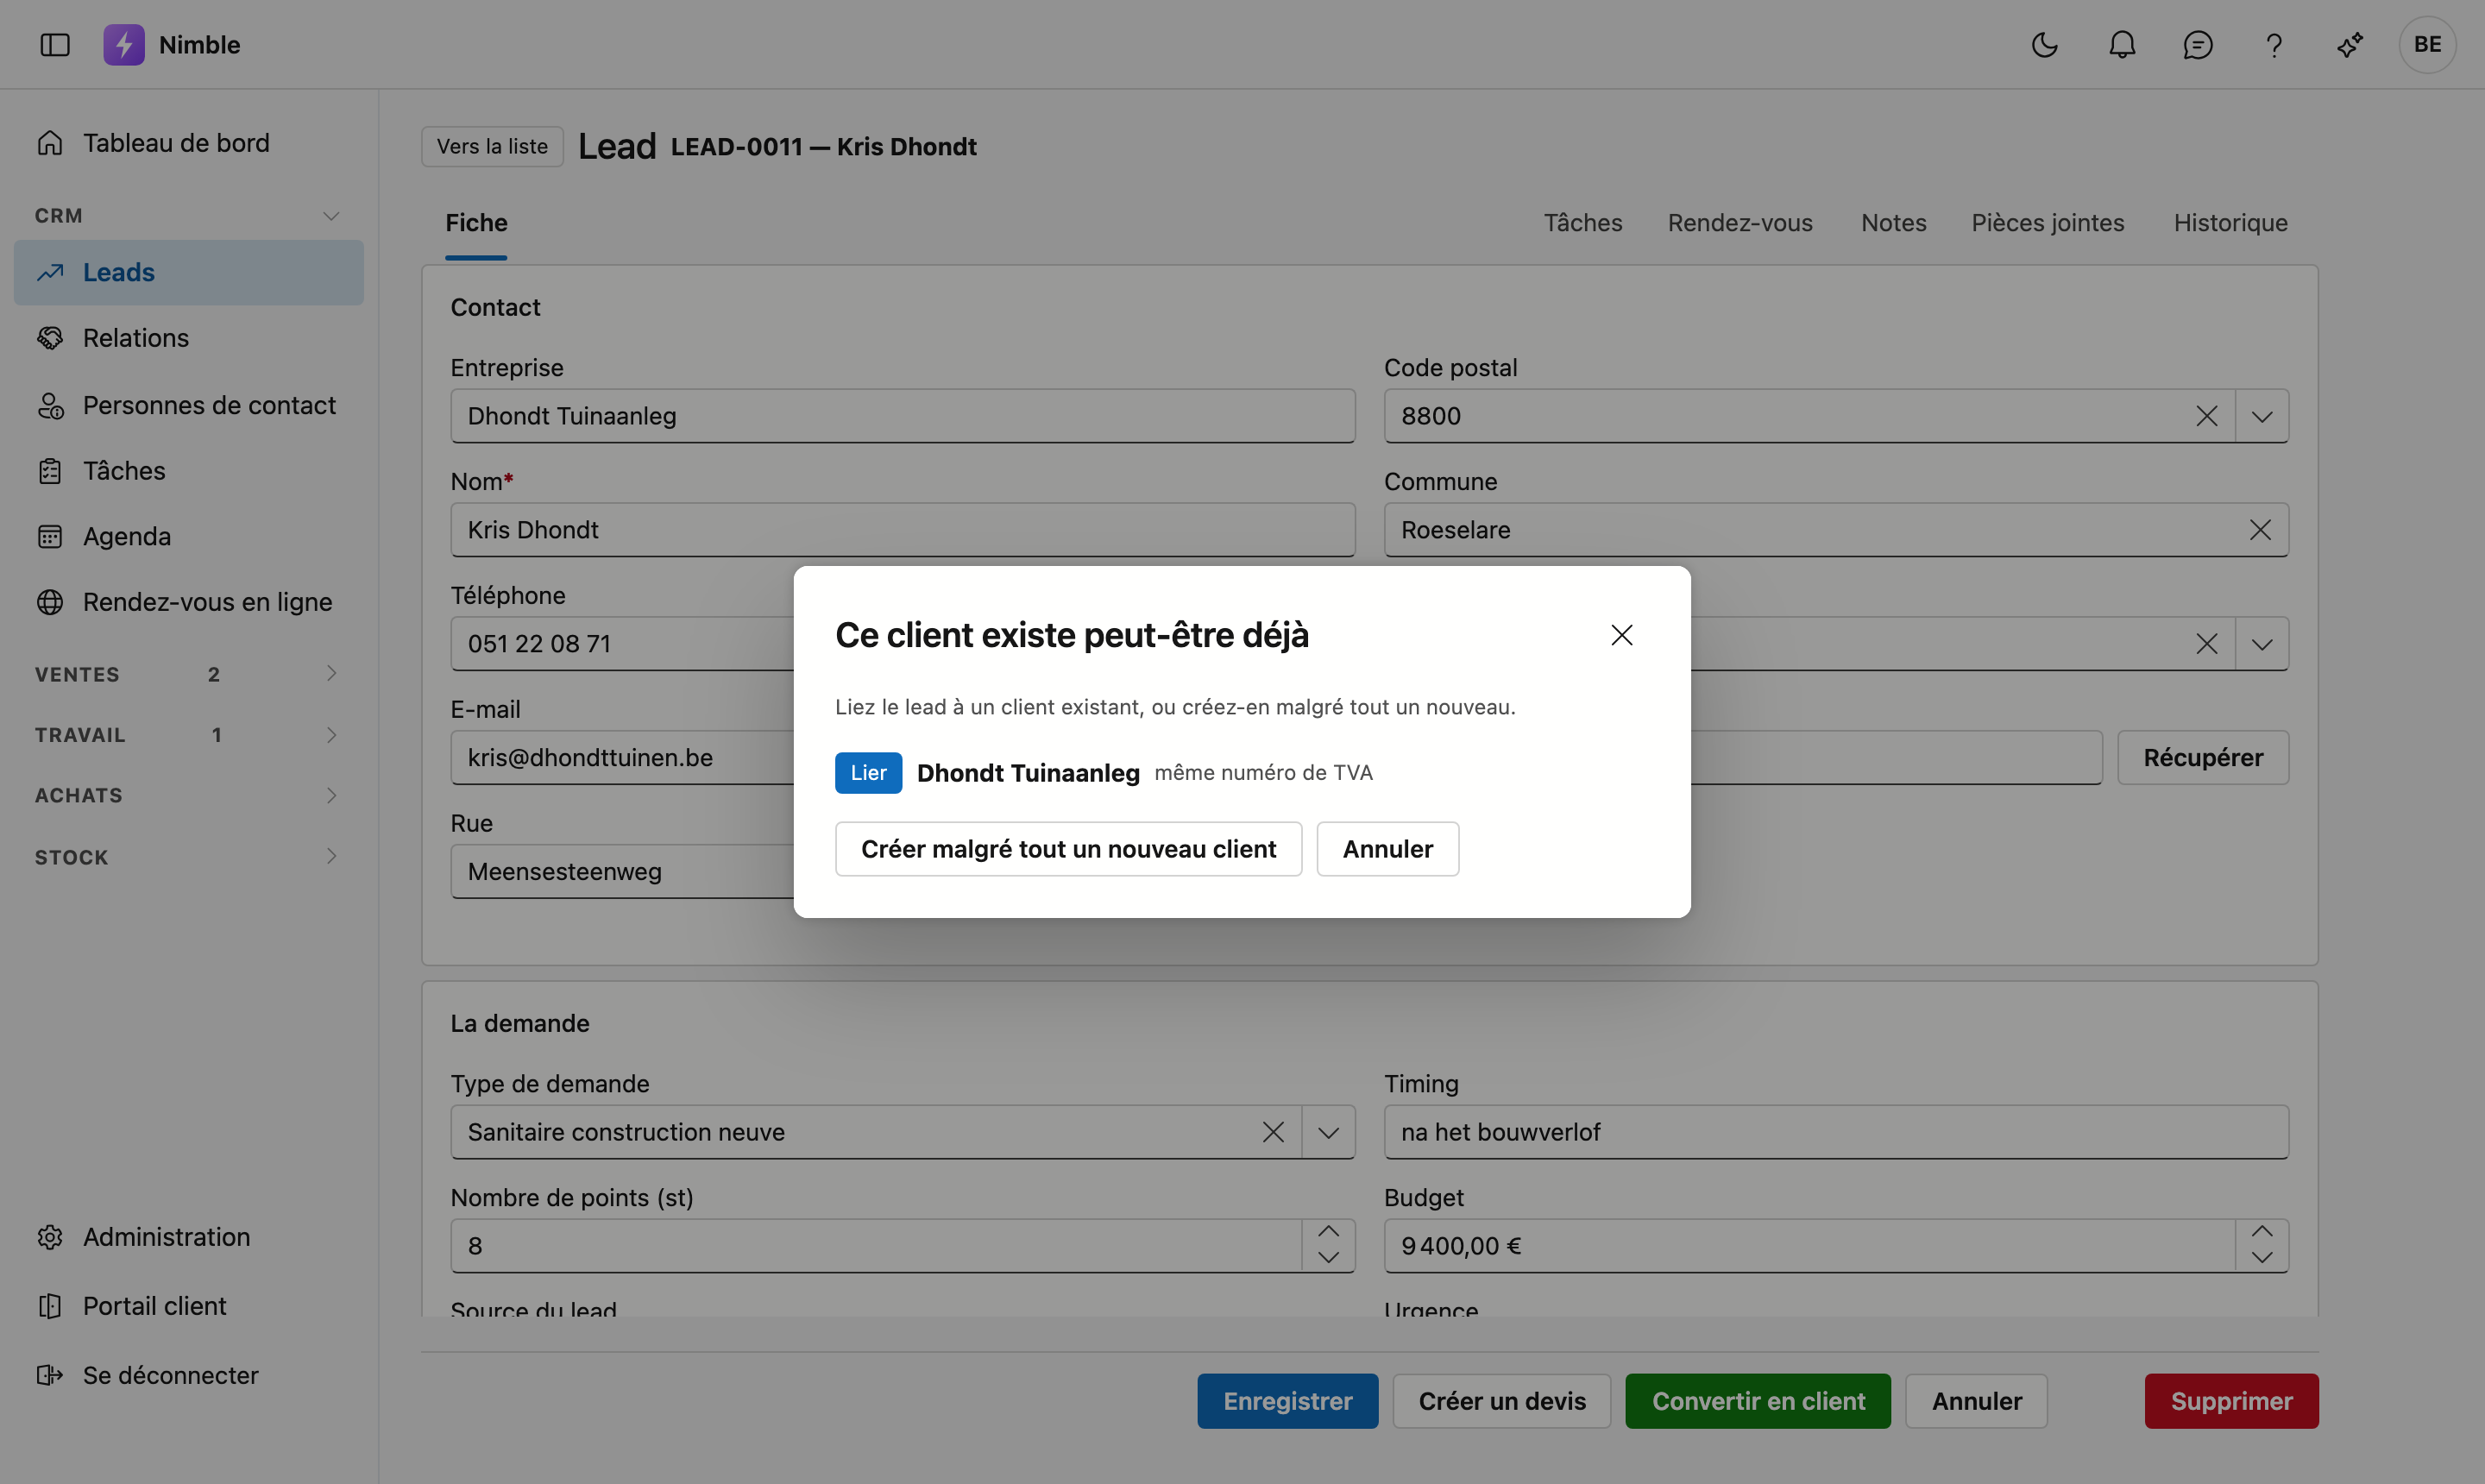 Nimble
BE
Tableau de bord
CRM
Leads
Relations
Personnes de contact
Tâches
Agenda
Rendez-vous en ligne
VENTES 2
TRAVAIL 1
ACHATS
STOCK
Administration
Portail client
Se déconnecter
Vers la liste
Lead LEAD-0011 — Kris Dhondt
Fiche
Tâches
Rendez-vous
Notes
Pièces jointes
Historique
Contact
Entreprise
Dhondt Tuinaanleg
Code postal
8800
Nom*
Kris Dhondt
Commune
Roeselare
Téléphone
051 22 08 71
E-mail
kris@dhondttuinen.be
Récupérer
Rue
Meensesteenweg
Ce client existe peut-être déjà
Liez le lead à un client existant, ou créez-en malgré tout un nouveau.
Lier Dhondt Tuinaanleg même numéro de TVA
Créer malgré tout un nouveau client
Annuler
La demande
Type de demande
Sanitaire construction neuve
Timing
na het bouwverlof
Nombre de points (st)
8
Budget
9 400,00 €
Source du lead
Urgence
Enregistrer
Créer un devis
Convertir en client
Annuler
Supprimer